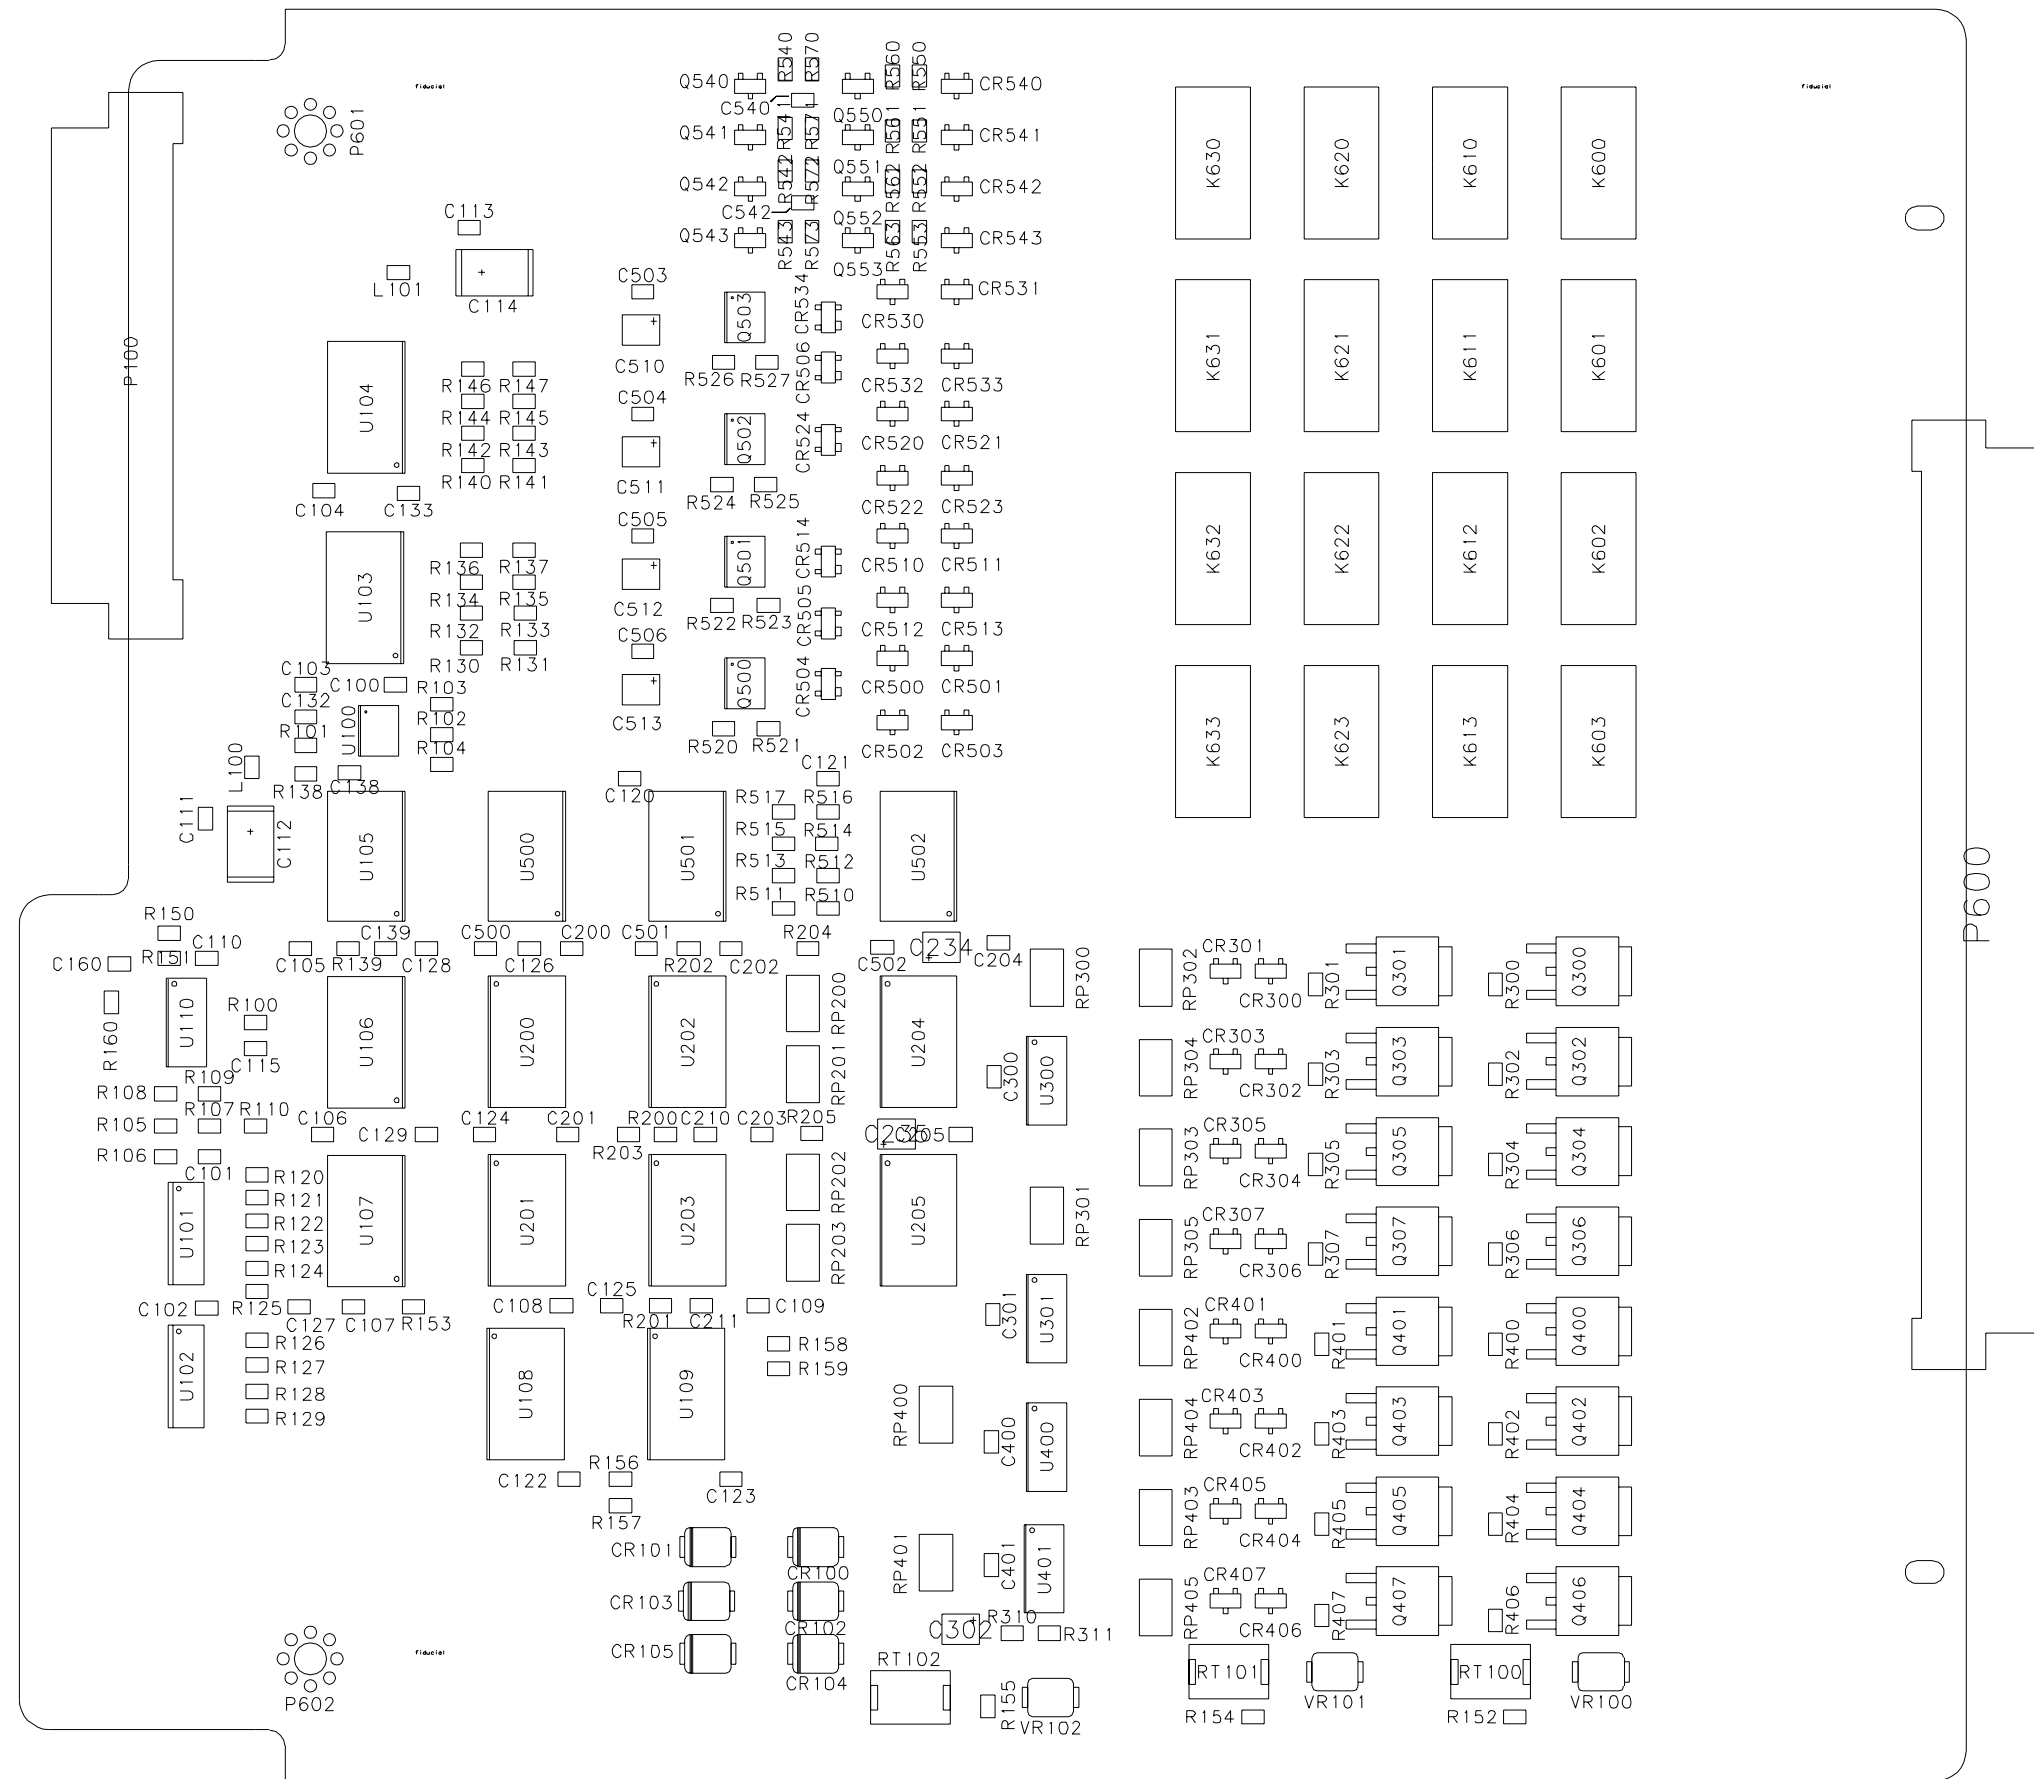 R540 R570 R560 R550
Q540 C540 Q550 CR540
fiducial fiducial
P601
R541 R571 R561 R551
Q541 Q551 CR541
K630 K620 K610 K600
R542 R572 R562 R552
Q542 C542 Q552 CR542
C113
Q543 R543 R573 Q553 R563 R553 CR543
L101 C114
C503 Q503 CR534 CR530 CR531
P100
C510 R526 R527 CR506 CR532 CR533
K631 K621 K611 K601
U104
R146 R147
R144 R145
R142 R143
R140 R141
C504 Q502 CR524 CR520 CR521
C511 R524 R525 CR522 CR523
C104 C133
C505 Q501 CR514 CR510 CR511
K632 K622 K612 K602
U103
R136 R137
R134 R135
R132 R133
R130 R131
C512 R522 R523 CR505 CR512 CR513
C506 Q500 CR504 CR500 CR501
C103 C100 R103
C132 R102
R101 U100 R104
C513 R520 R521 CR502 CR503
K633 K623 K613 K603
L100 R138 C138
C120 C121
C111 C112
U105 U500 U501 U502
R517 R516
R515 R514
R513 R512
R511 R510
P600
R150 C139 C500 C200 C501 R204
R151 C110
C160 C105 R139 C128 C126 R202 C202 C502 C234 C204
RP300 RP302 CR301 CR300 R301 Q301 R300 Q300
R160 U110 R100 C115
U106 U200 U202 RP200 RP201 U204
C300 U300 RP304 CR303 CR302 R303 Q303 R302 Q302
R108 R109
R105 R107 R110 C106 C129 C124 C201 R200 C210 C203 R205 C235 C205
R203
R106 C101
RP303 CR305 CR304 R305 Q305 R304 Q304
R120
R121
R122
R123
R124
R125
U101 U107 U201 U203 RP202 RP203 U205
RP301 RP305 CR307 CR306 R307 Q307 R306 Q306
C102 C127 C107 R153 C108 C125 R201 C211 C109
C301 U301 RP402 CR401 CR400 R401 Q401 R400 Q400
R126
R127
R128
R129
U102 U108 U109
R158
R159
RP400 C400 U400 RP404 CR403 CR402 R403 Q403 R402 Q402
C122 R156 C123
R157
CR101 CR100
RP401 C401 U401 RP403 CR405 CR404 R405 Q405 R404 Q404
CR103 CR102
C302 R310 R311
RP405 CR407 CR406 R407 Q407 R406 Q406
CR105 CR104
fiducial
P602
RT102 R155 VR102
RT101 VR101 RT100 VR100
R154 R152